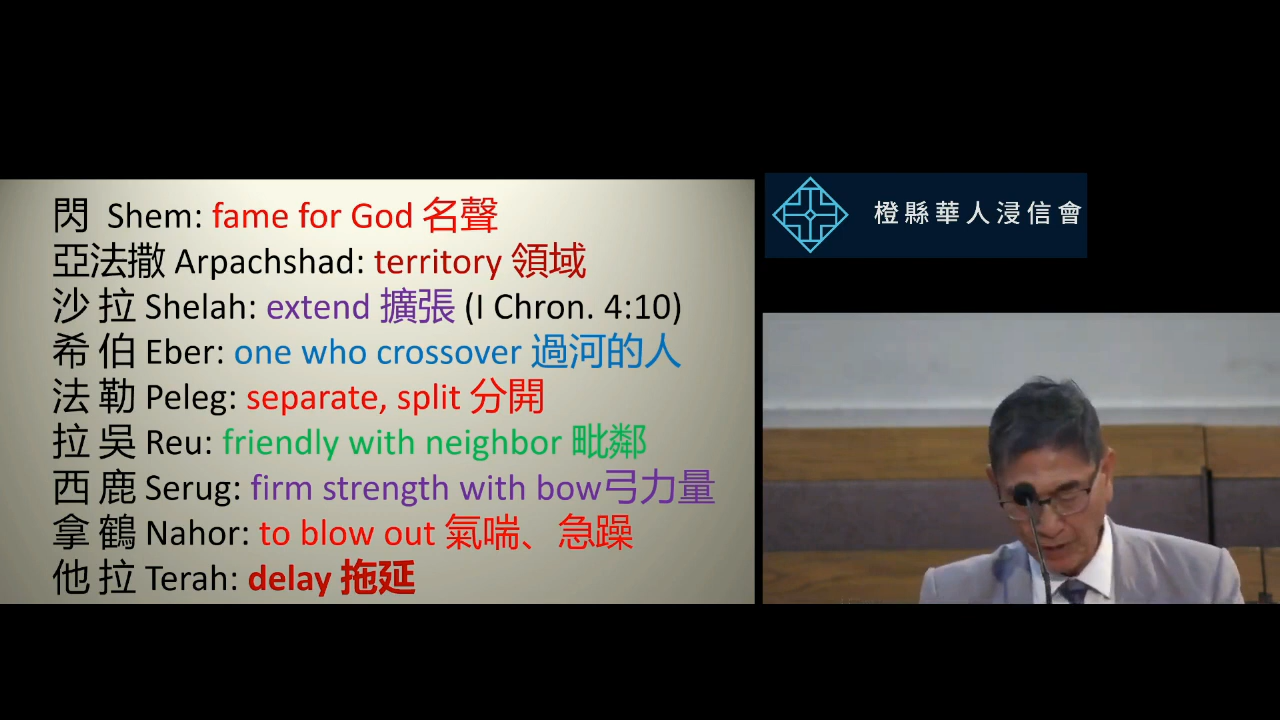 閃 Shem: fame for God 名聲
亞法撒 Arpachshad: territory 領域
沙 拉 Shelah: extend 擴張 (I Chron. 4:10)
希 伯 Eber: one who crossover 過河的人
法 勒 Peleg: separate, split 分開
拉 吳 Reu: friendly with neighbor 毗鄰
西 鹿 Serug: firm strength with bow弓力量
拿 鶴 Nahor: to blow out 氣喘、急躁
他 拉 Terah: delay 拖延
橙縣華人浸信會